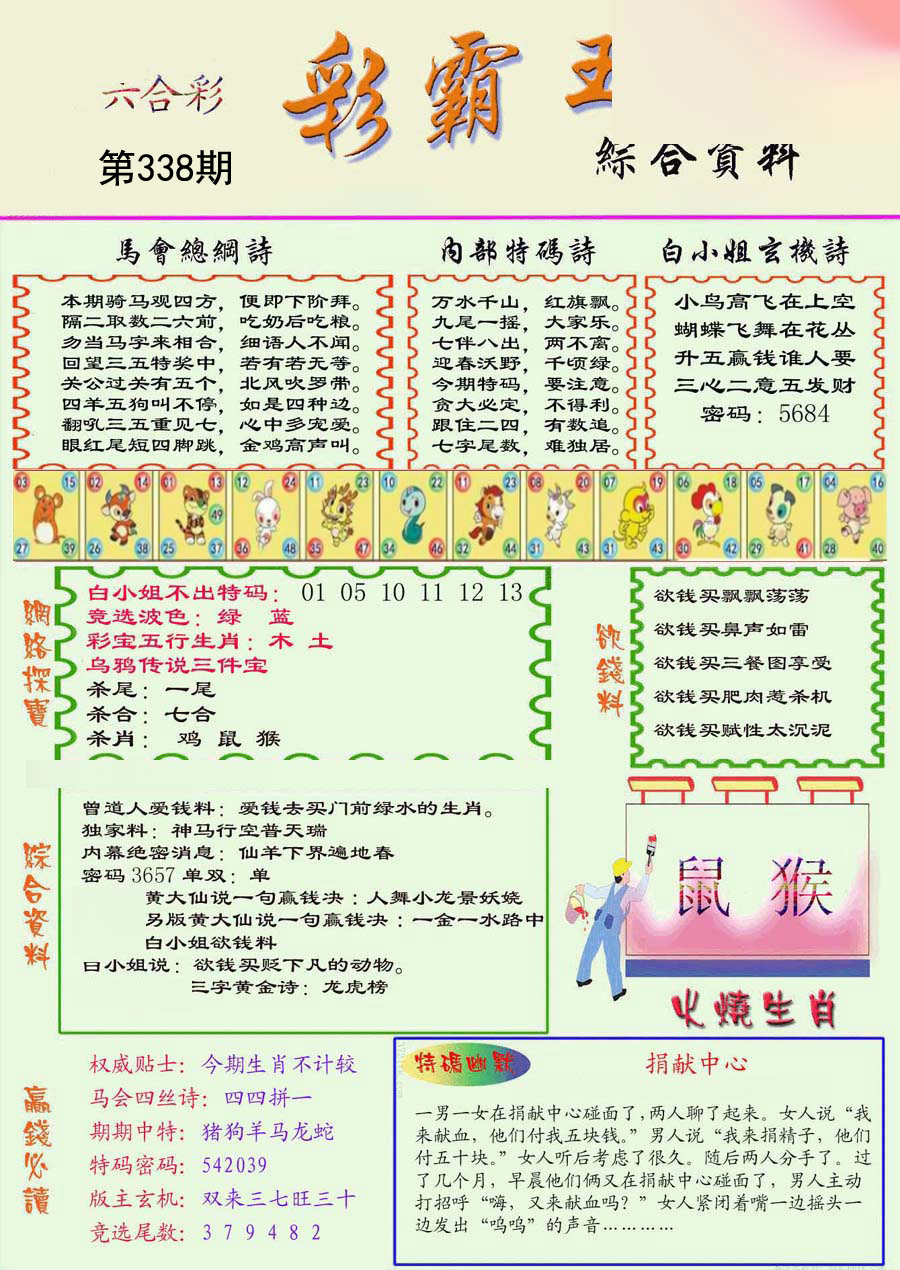 六合彩
彩霸王
第338期
綜合資料
馬會總綱詩
本期骑马观四方，便即下阶拜。
隔二取数二六前，吃奶后吃粮。
勿当马字来相合，细语人不闻。
回望三五特奖中，若有若无等。
关公过关有五个，北风吹罗带。
四羊五狗叫不停，如是四种边。
翻吼三五重见七，心中多宠爱。
眼红尾短四脚跳，金鸡高声叫。
内部特碼詩
万水千山，红旗飘。
九尾一摇，大家乐。
七伴八出，两不离。
迎春沃野，千顷绿。
今期特码，要注意。
贪大必定，不得利。
跟住二四，有数追。
七字尾数，难独居。
白小姐玄機詩
小鸟高飞在上空
蝴蝶飞舞在花丛
升五赢钱谁人要
三心二意五发财
密码：5684
03 15 02 14 01 13 12 24 11 23 10 22 11 23 08 20 07 19 06 18 05 17 04 16
49
27 39 26 38 25 37 36 48 35 47 34 46 32 44 31 43 31 43 30 42 29 41 28 40
網路探寶
白小姐不出特码： 01 05 10 11 12 13
竞选波色：绿 蓝
彩宝五行生肖：木 土
乌鸦传说三件宝
杀尾：一尾
杀合：七合
杀肖： 鸡 鼠 猴
欲錢料
欲钱买飘飘荡荡
欲钱买鼻声如雷
欲钱买三餐图享受
欲钱买肥肉惹杀机
欲钱买赋性太沉泥
綜合資料
曾道人爱钱料：爱钱去买门前绿水的生肖。
独家料：神马行空普天瑞
内幕绝密消息：仙羊下界遍地春
密码 3657 单双：单
黄大仙说一句赢钱决：人舞小龙景妖娆
另版黄大仙说一句赢钱决：一金一水路中
白小姐欲钱料
曰小姐说：欲钱买贬下凡的动物。
三字黄金诗：龙虎榜
鼠 猴
火燒生肖
贏錢必讀
权威贴士：今期生肖不计较
马会四丝诗：四四拼一
期期中特：猪狗羊马龙蛇
特码密码：542039
版主玄机：双来三七旺三十
竞选尾数：3 7 9 4 8 2
特碼幽默
捐献中心
一男一女在捐献中心碰面了，两人聊了起来。女人说“我
来献血，他们付我五块钱。”男人说“我来捐精子，他们
付五十块。”女人听后考虑了很久。随后两人分手了。过
了几个月，早晨他们俩又在捐献中心碰面了，男人主动
打招呼“嗨，又来献血吗？”女人紧闭着嘴一边摇头一
边发出“呜呜”的声音…………